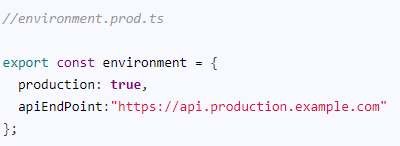 //environment.prod.ts
export const environment = {
  production: true,
  apiEndPoint:"https://api.production.example.com"
};